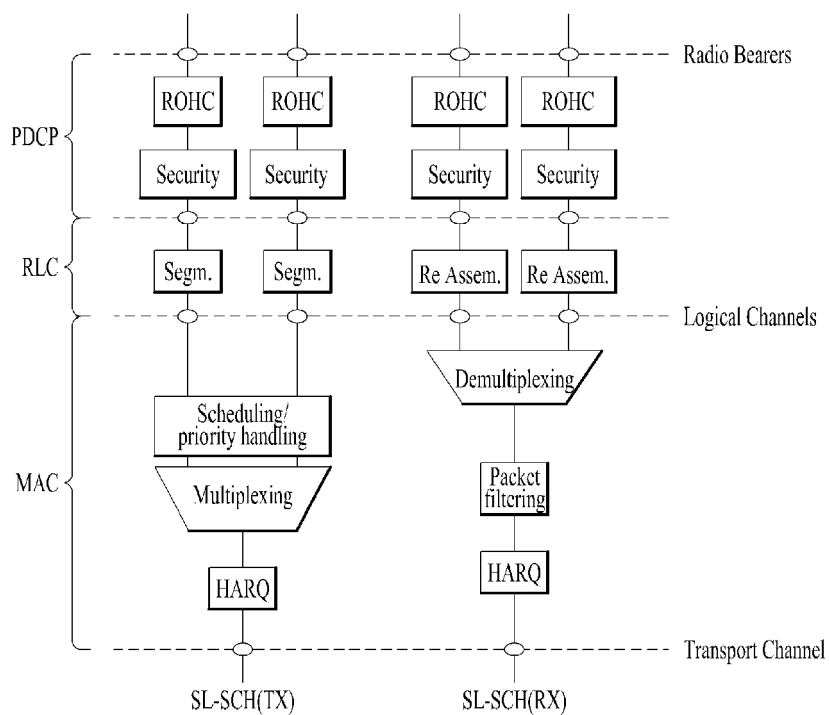 Radio Bearers
ROHC ROHC ROHC ROHC
PDCP
Security Security Security Security
RLC
Segm. Segm. Re Assem. Re Assem.
Logical Channels
Demultiplexing
Scheduling/
priority handling
MAC
Multiplexing
Packet
filtering
HARQ
HARQ
Transport Channel
SL-SCH(TX) SL-SCH(RX)